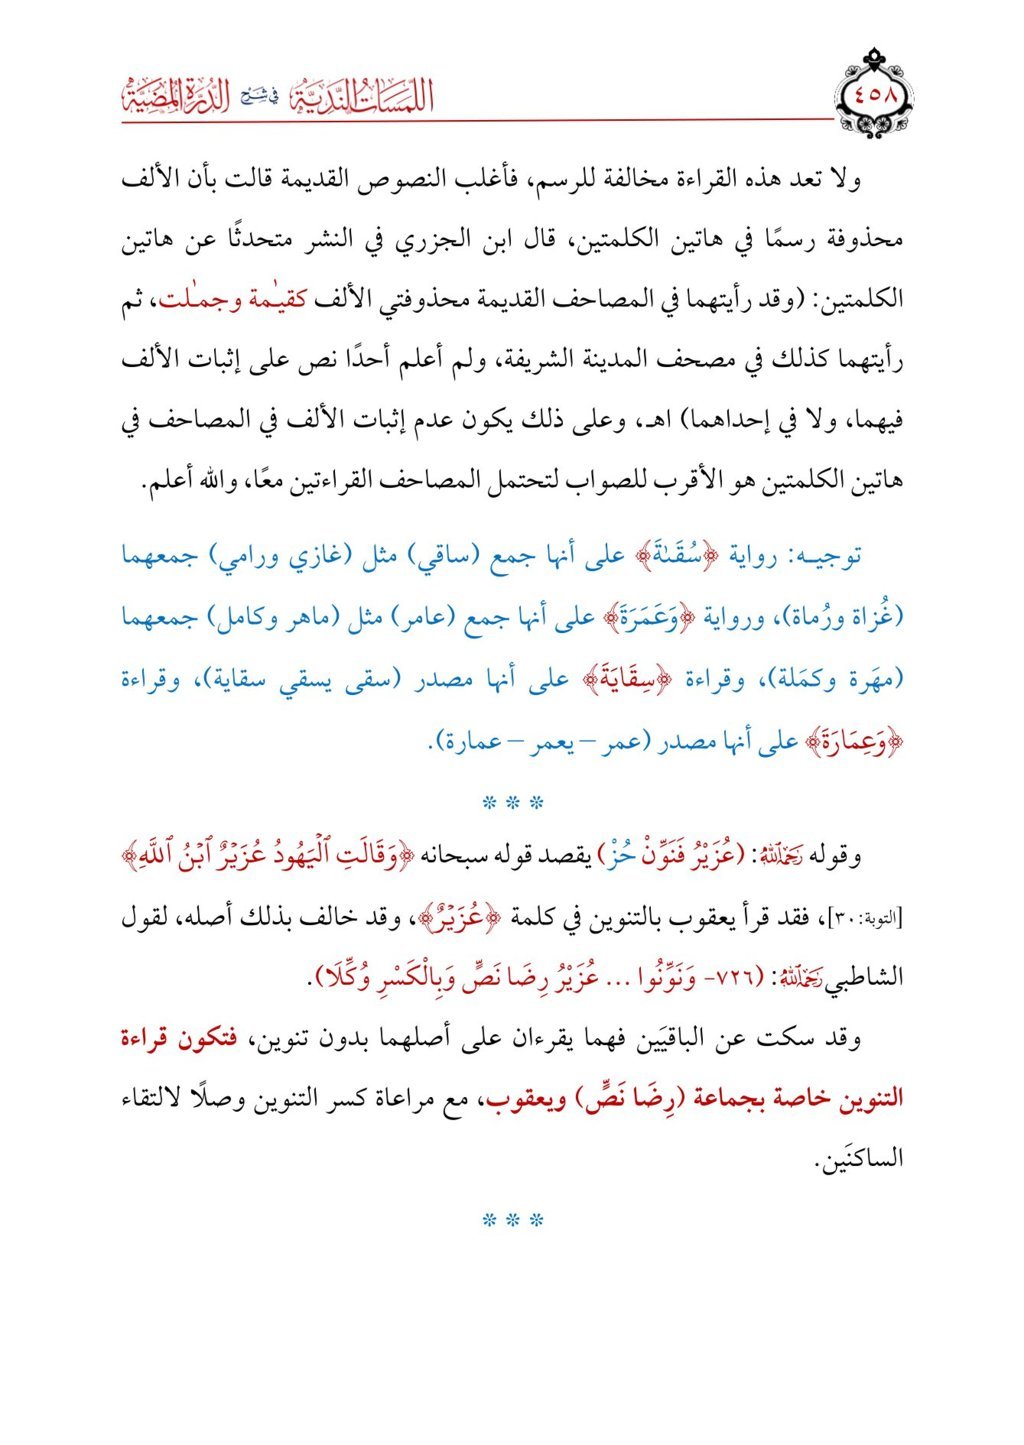 ٤٥٨
اللمسات الندية في شرح الدرة المضية
ولا تعد هذه القراءة مخالفة للرسم، فأغلب النصوص القديمة قالت بأن الألف
محذوفة رسمًا في هاتين الكلمتين، قال ابن الجزري في النشر متحدثًا عن هاتين
الكلمتين: (وقد رأيتهما في المصاحف القديمة محذوفتي الألف كقيـٰمة وجمـٰلت، ثم
رأيتهما كذلك في مصحف المدينة الشريفة، ولم أعلم أحدًا نص على إثبات الألف
فيهما، ولا في إحداهما) اهـ، وعلى ذلك يكون عدم إثبات الألف في المصاحف في
هاتين الكلمتين هو الأقرب للصواب لتحتمل المصاحف القراءتين معًا، والله أعلم.
توجيـه: رواية ﴿سُقَىٰةَ﴾ على أنها جمع (ساقي) مثل (غازي ورامي) جمعهما
(غُزاة ورُماة)، ورواية ﴿وَعَمَرَةَ﴾ على أنها جمع (عامر) مثل (ماهر وكامل) جمعهما
(مهَرة وكمَلة)، وقراءة ﴿سِقَايَةَ﴾ على أنها مصدر (سقى يسقي سقاية)، وقراءة
﴿وَعِمَارَةَ﴾ على أنها مصدر (عمر – يعمر – عمارة).
* * *
وقوله رَحِمَهُ ٱللَّهُ: (عُزَيْرُ فَنَوِّنْ حُزْ) يقصد قوله سبحانه ﴿وَقَالَتِ ٱلْيَهُودُ عُزَيْرٌ ٱبْنُ ٱللَّهِ﴾
[التوبة:٣٠]، فقد قرأ يعقوب بالتنوين في كلمة ﴿عُزَيْرٌ﴾، وقد خالف بذلك أصله، لقول
الشاطبي رَحِمَهُ ٱللَّهُ: (٧٢٦- وَنَوِّنُوا ... عُزَيْرُ رِضَا نَصٍّ وَبِالْكَسْرِ وُكِّلَا).
وقد سكت عن الباقيَين فهما يقرءان على أصلهما بدون تنوين، فتكون قراءة
التنوين خاصة بجماعة (رِضَا نَصٍّ) ويعقوب، مع مراعاة كسر التنوين وصلًا لالتقاء
الساكنَين.
* * *